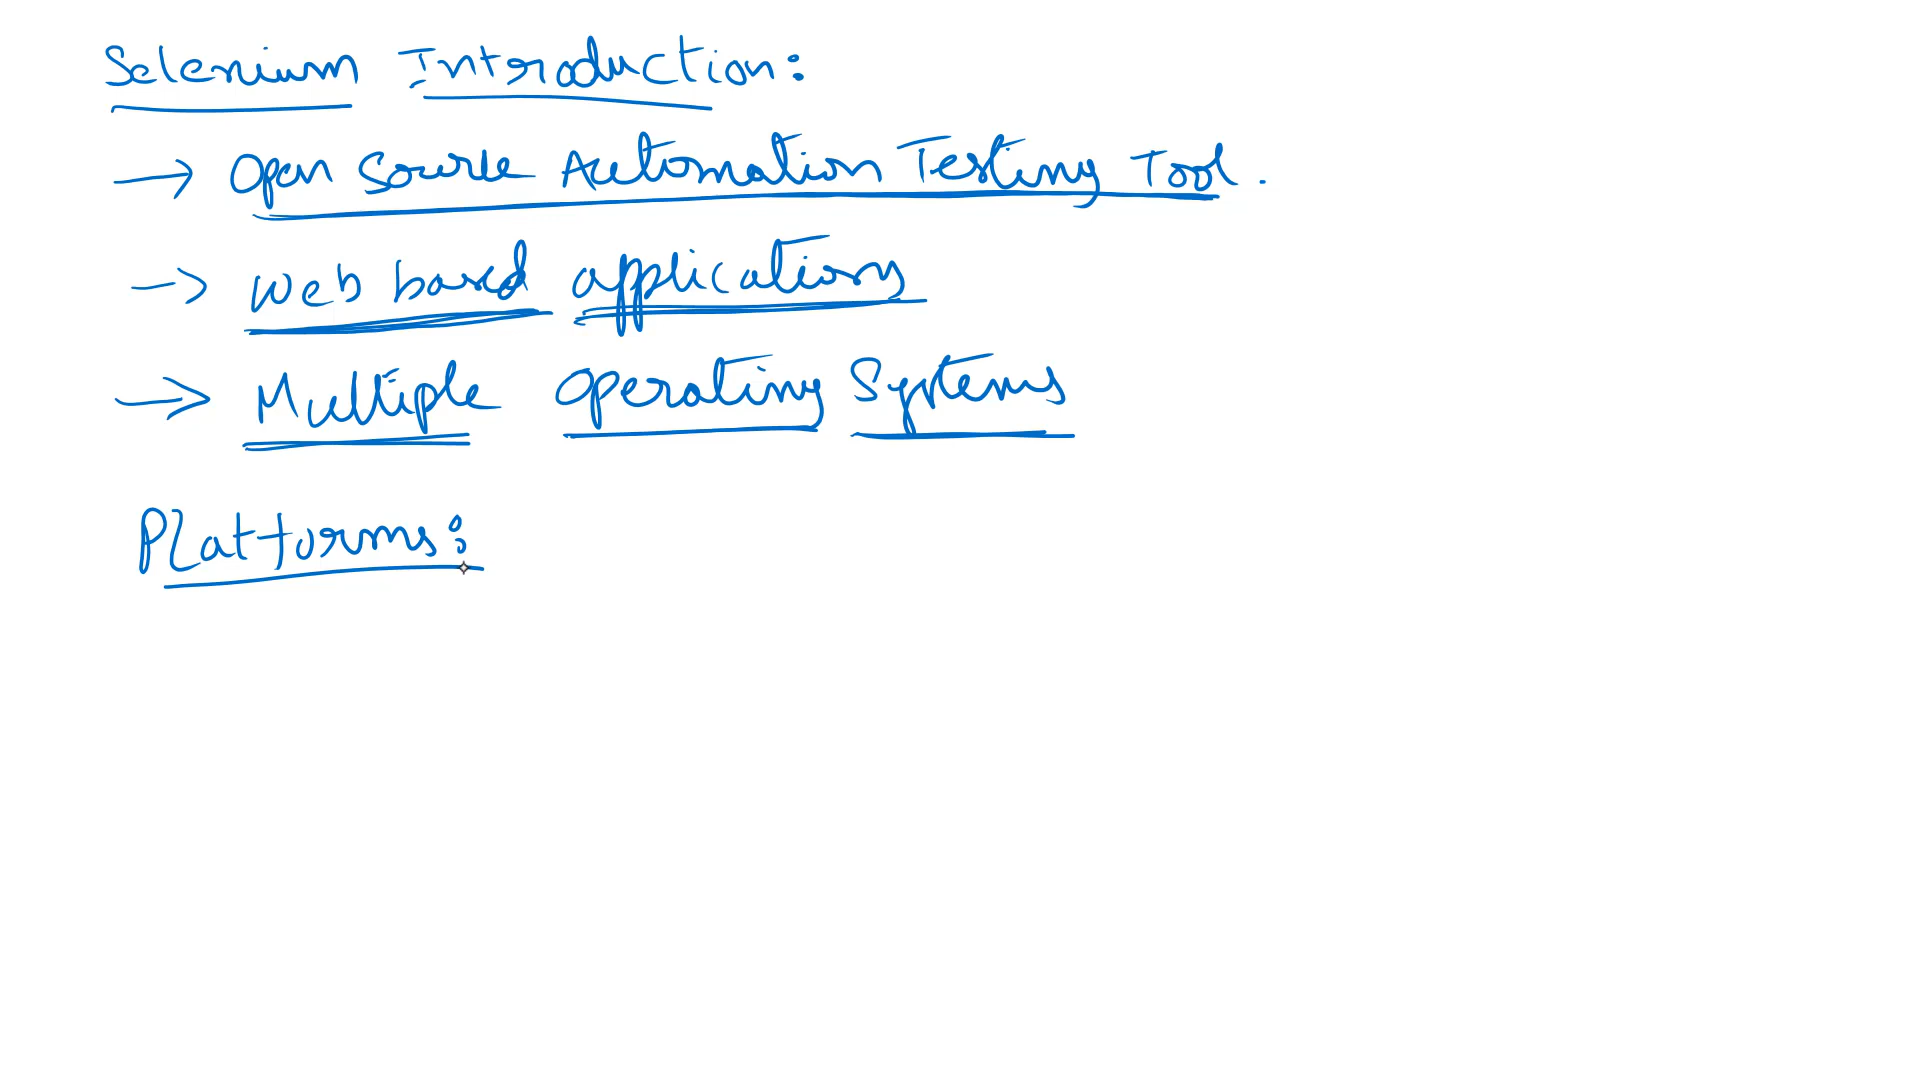 Selenium Introduction:
→ Open Source Automation Testing Tool.
→ web based applications
→ Multiple Operating Systems
Platforms: